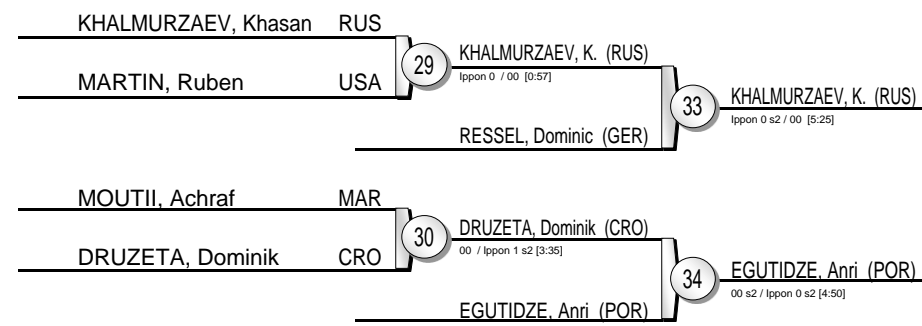 KHALMURZAEV, Khasan RUS
MARTIN, Ruben USA
29
KHALMURZAEV, K. (RUS)
Ippon 0 / 00 [0:57]
RESSEL, Dominic (GER)
33
KHALMURZAEV, K. (RUS)
Ippon 0 s2 / 00 [5:25]
MOUTII, Achraf MAR
DRUZETA, Dominik CRO
30
DRUZETA, Dominik (CRO)
00 / Ippon 1 s2 [3:35]
EGUTIDZE, Anri (POR)
34
EGUTIDZE, Anri (POR)
00 s2 / Ippon 0 s2 [4:50]